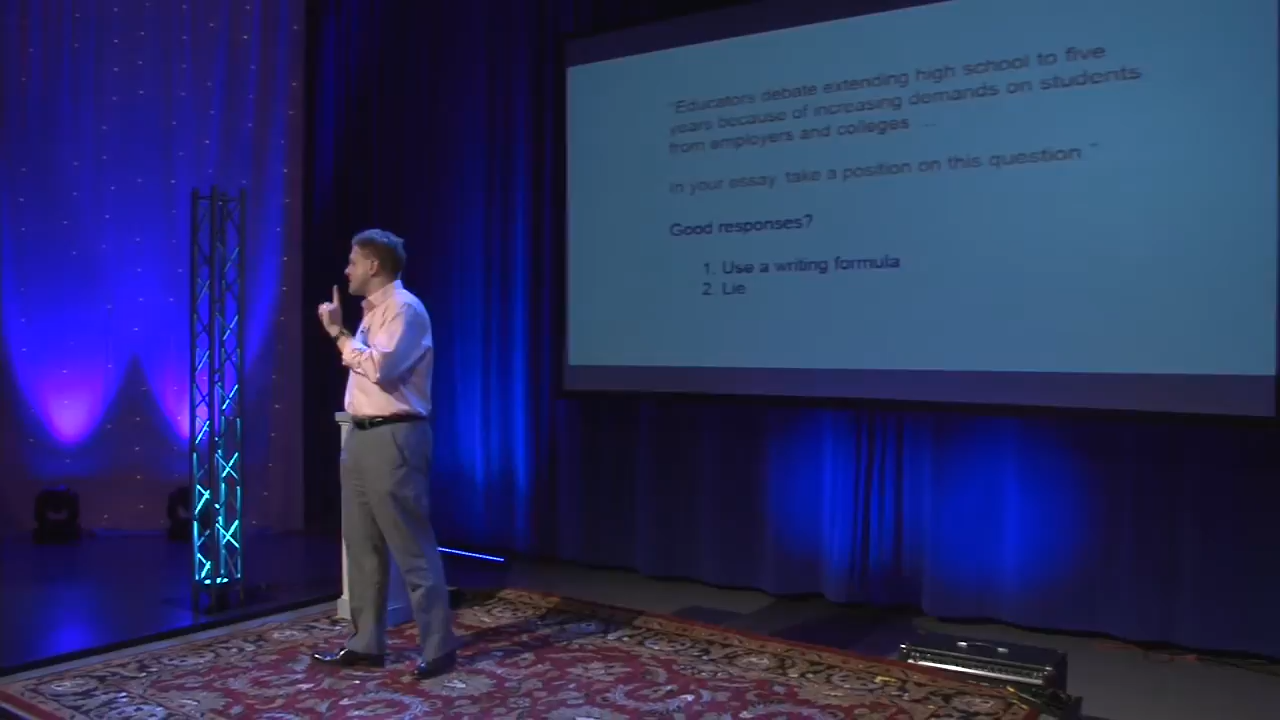 "Educators debate extending high school to five
years because of increasing demands on students
from employers and colleges ...
In your essay, take a position on this question."
Good responses?
1. Use a writing formula
2. Lie